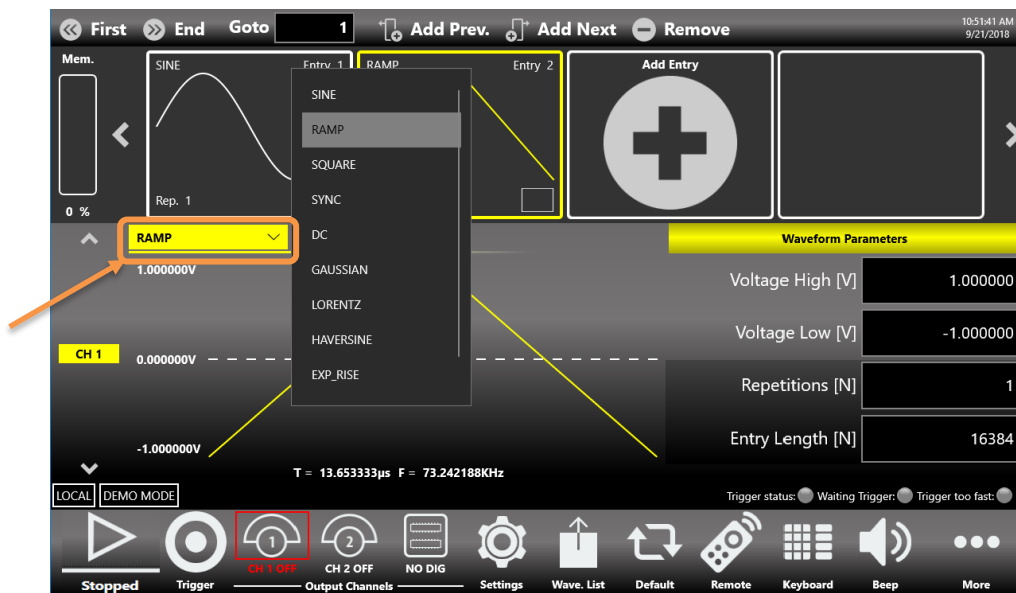 First End Goto 1 Add Prev. Add Next Remove
10:51:41 AM
9/21/2018
Mem.
0 %
SINE Entry 1
Rep. 1
RAMP Entry 2
Add Entry
SINE
RAMP
SQUARE
SYNC
DC
GAUSSIAN
LORENTZ
HAVERSINE
EXP_RISE
RAMP
1.000000V
CH 1
0.000000V
-1.000000V
T = 13.653333µs F = 73.242188KHz
Waveform Parameters
Voltage High [V] 1.000000
Voltage Low [V] -1.000000
Repetitions [N] 1
Entry Length [N] 16384
LOCAL DEMO MODE
Trigger status: Waiting Trigger: Trigger too fast:
1 2
CH 1 OFF CH 2 OFF NO DIG
Stopped Trigger Output Channels Settings Wave. List Default Remote Keyboard Beep More